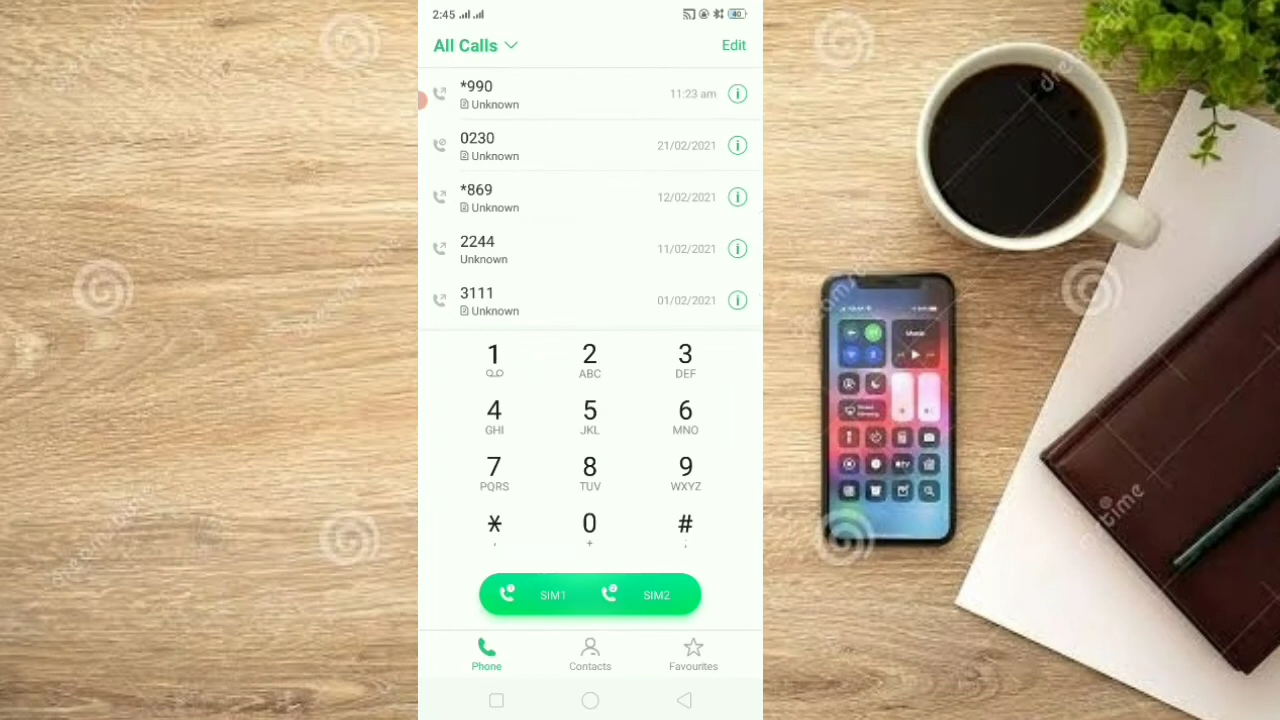 2:45
40
All Calls
Edit
*990
Unknown
11:23 am
0230
Unknown
21/02/2021
*869
Unknown
12/02/2021
2244
Unknown
11/02/2021
3111
Unknown
01/02/2021
1 2 3
ABC DEF
4 5 6
GHI JKL MNO
7 8 9
PQRS TUV WXYZ
* 0 #
, + ;
SIM1 SIM2
Phone Contacts Favourites